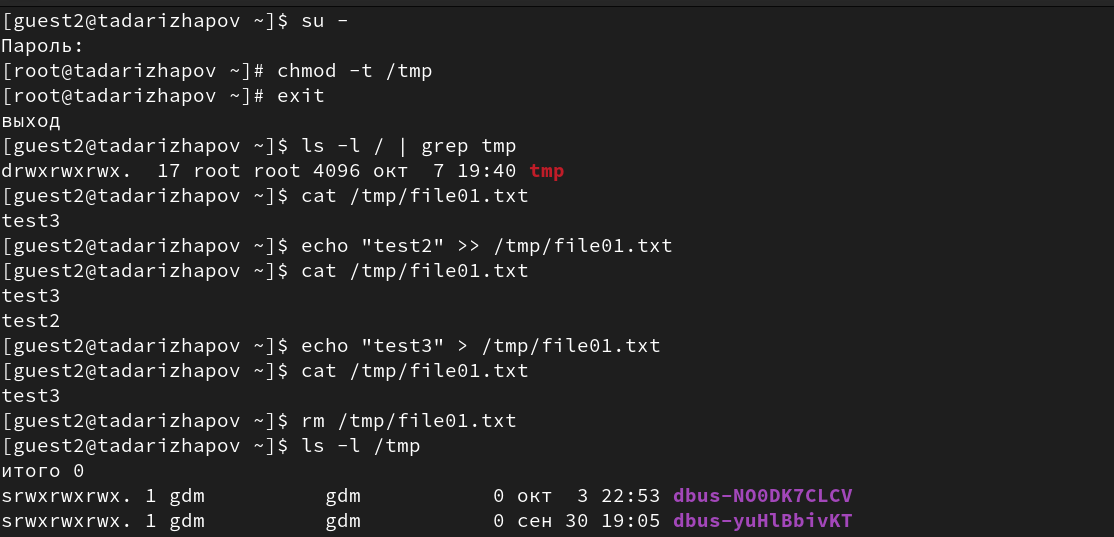 [guest2@tadarizhapov ~]$ su -
Пароль:
[root@tadarizhapov ~]# chmod -t /tmp
[root@tadarizhapov ~]# exit
выход
[guest2@tadarizhapov ~]$ ls -l / | grep tmp
drwxrwxrwx.  17 root root 4096 окт  7 19:40 tmp
[guest2@tadarizhapov ~]$ cat /tmp/file01.txt
test3
[guest2@tadarizhapov ~]$ echo "test2" >> /tmp/file01.txt
[guest2@tadarizhapov ~]$ cat /tmp/file01.txt
test3
test2
[guest2@tadarizhapov ~]$ echo "test3" > /tmp/file01.txt
[guest2@tadarizhapov ~]$ cat /tmp/file01.txt
test3
[guest2@tadarizhapov ~]$ rm /tmp/file01.txt
[guest2@tadarizhapov ~]$ ls -l /tmp
итого 0
srwxrwxrwx. 1 gdm          gdm           0 окт  3 22:53 dbus-NO0DK7CLCV
srwxrwxrwx. 1 gdm          gdm           0 сен 30 19:05 dbus-yuHlBbivKT